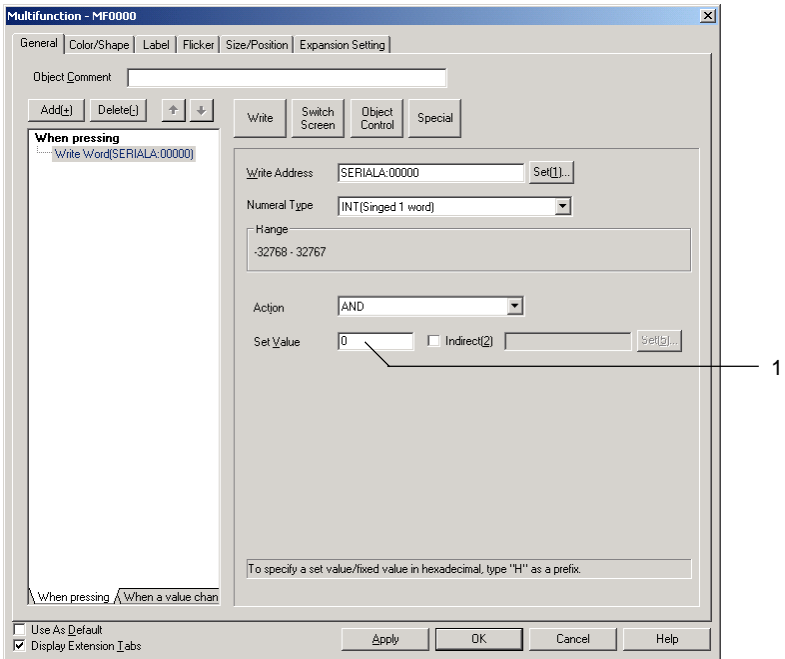 Multifunction - MF0000
General Color/Shape Label Flicker Size/Position Expansion Setting
Object Comment
Add(+) Delete(-)
Write Switch Screen Object Control Special
When pressing
Write Word(SERIALA:00000)
Write Address SERIALA:00000 Set(1)...
Numeral Type INT(Singed 1 word)
Range
-32768 - 32767
Action AND
Set Value 0 Indirect(2) Set(5)...
1
To specify a set value/fixed value in hexadecimal, type "H" as a prefix.
When pressing When a value chan
Use As Default
Display Extension Tabs
Apply OK Cancel Help